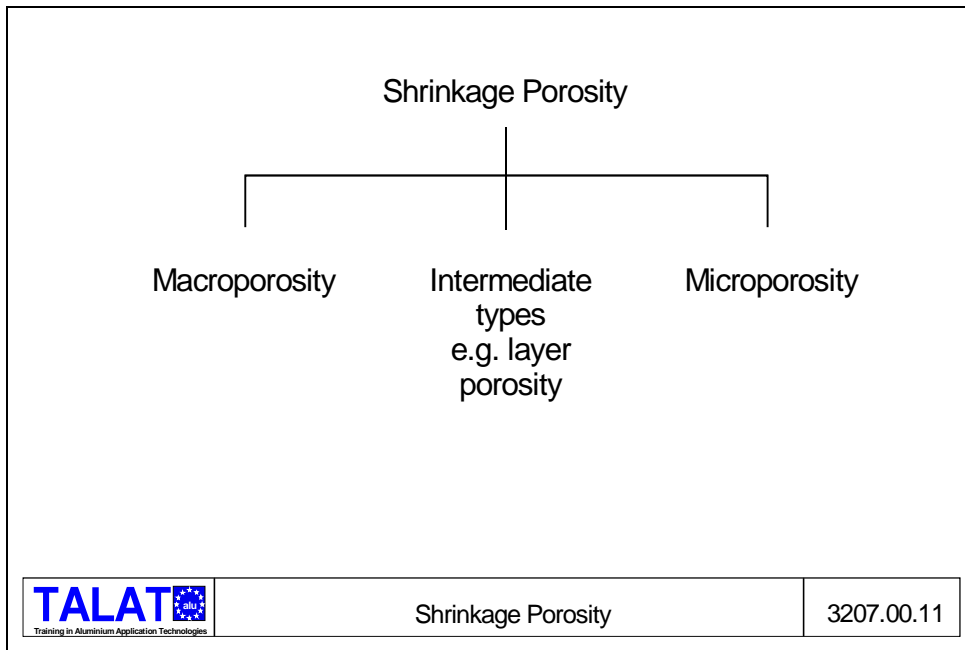 Shrinkage Porosity
Macroporosity
Intermediate
types
e.g. layer
porosity
Microporosity
TALAT
alu
Training in Aluminium Application Technologies
Shrinkage Porosity
3207.00.11